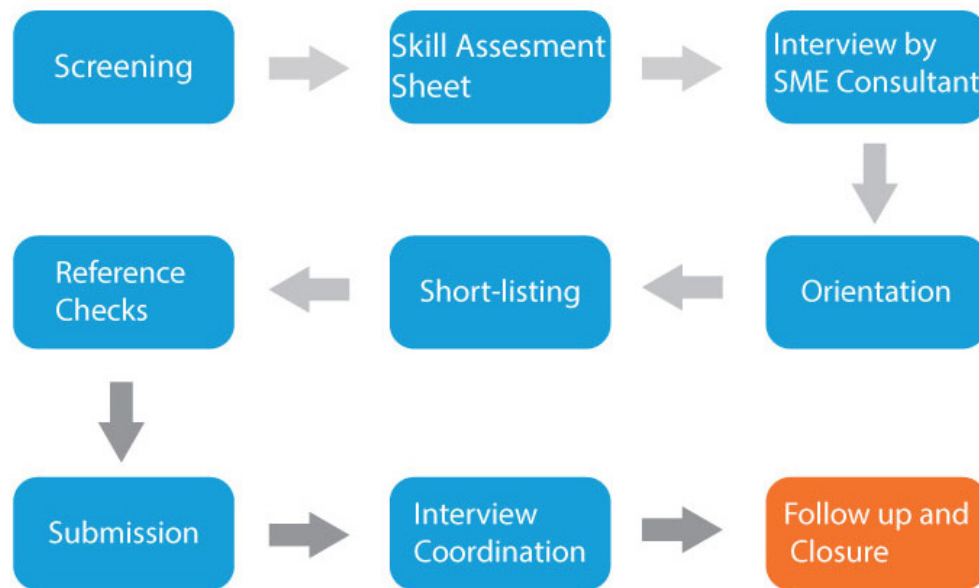 Screening
Skill Assesment
Sheet
Interview by
SME Consultant
Orientation
Short-listing
Reference
Checks
Submission
Interview
Coordination
Follow up and
Closure